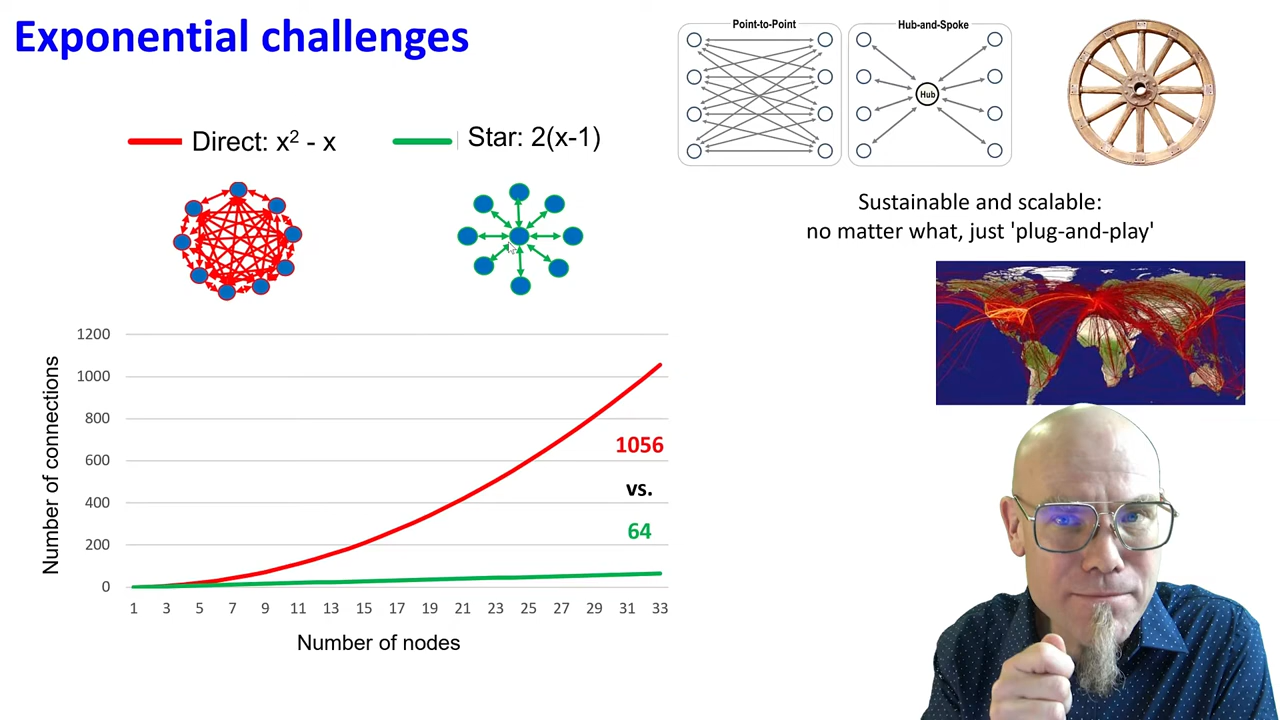 Exponential challenges
Point-to-Point
Hub-and-Spoke
Hub
Direct: x² - x
Star: 2(x-1)
Sustainable and scalable:
no matter what, just 'plug-and-play'
Number of connections
1200
1000
800
600
400
200
0
1056
vs.
64
1 3 5 7 9 11 13 15 17 19 21 23 25 27 29 31 33
Number of nodes